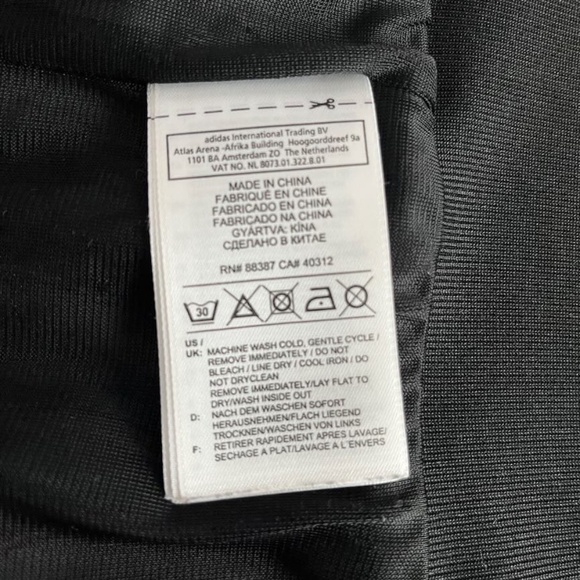 adidas International Trading BV
Atlas Arena -Afrika Building Hoogoorddreef 9a
1101 BA Amsterdam ZO The Netherlands
VAT NO. NL 8073.01.322.B.01
MADE IN CHINA
FABRIQUÉ EN CHINE
FABRICADO EN CHINA
FABRICADO NA CHINA
GYÁRTVA: KÍNA
СДЕЛАНО В КИТАЕ
RN# 88387 CA# 40312
30
US /
UK: MACHINE WASH COLD, GENTLE CYCLE /
REMOVE IMMEDIATELY / DO NOT
BLEACH / LINE DRY / COOL IRON / DO
NOT DRYCLEAN
REMOVE IMMEDIATELY/LAY FLAT TO
DRY/WASH INSIDE OUT
D: NACH DEM WASCHEN SOFORT
HERAUSNEHMEN/FLACH LIEGEND
TROCKNEN/WASCHEN VON LINKS
F: RETIRER RAPIDEMENT APRES LAVAGE/
SECHAGE A PLAT/LAVAGE A L'ENVERS